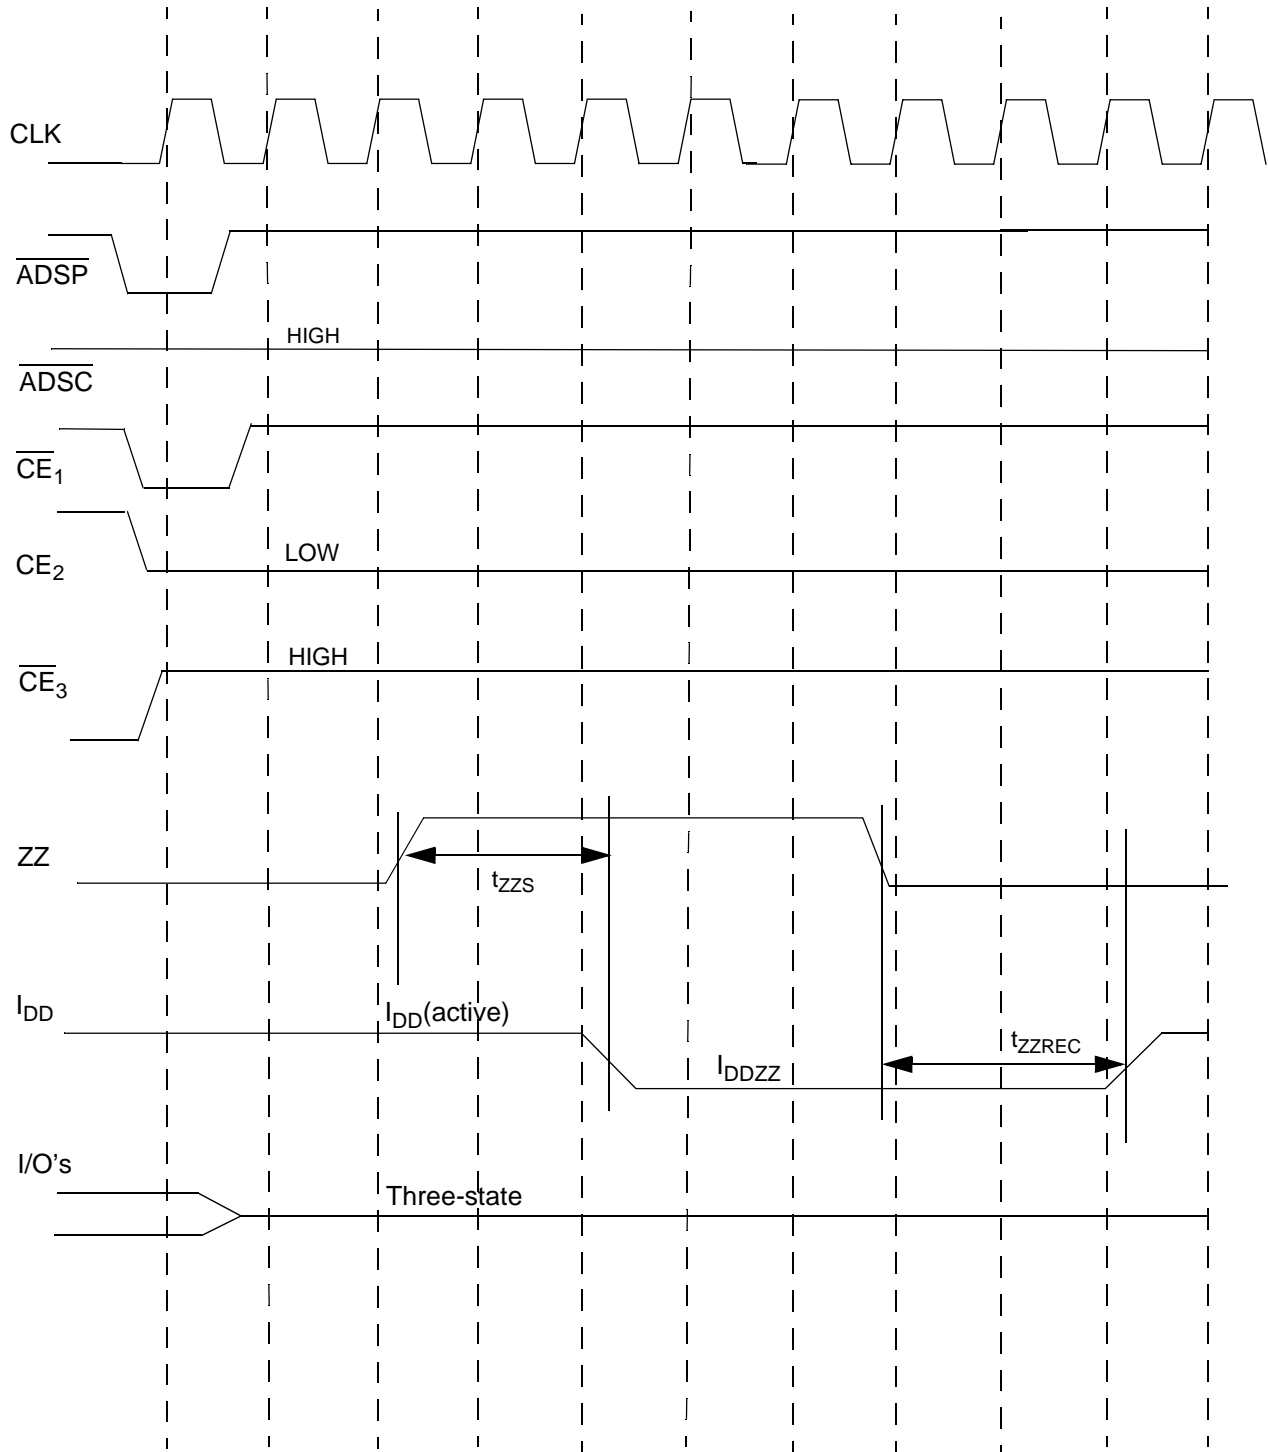 CLK
ADSP
HIGH
ADSC
CE1
LOW
CE2
HIGH
CE3
ZZ
tZZS
IDD
IDD(active)
tZZREC
IDDZZ
I/O's
Three-state